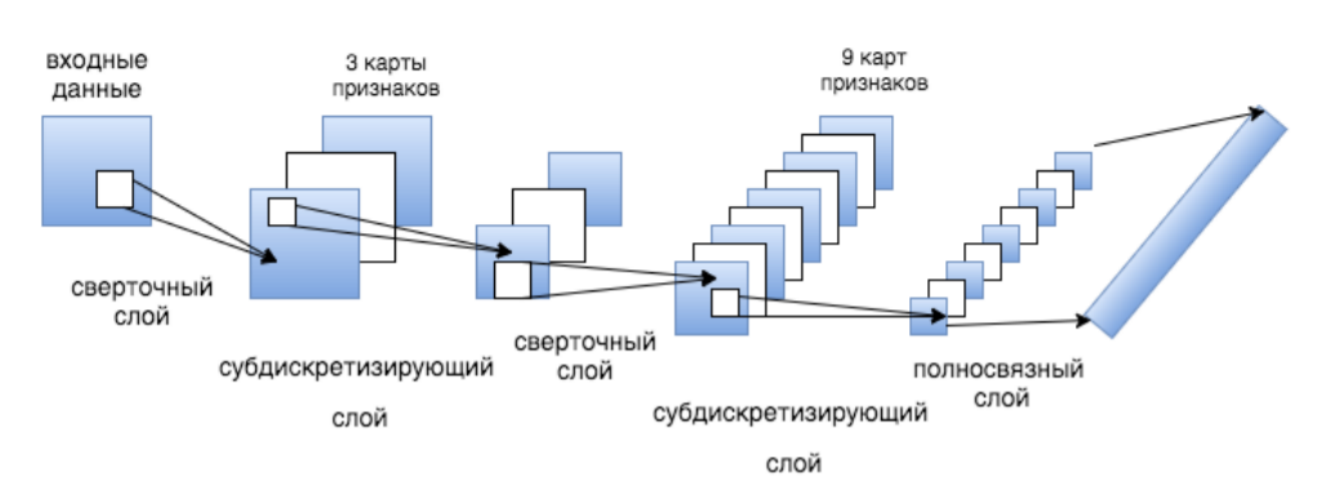 входные
данные
3 карты
признаков
9 карт
признаков
сверточный
слой
субдискретизирующий
слой
сверточный
слой
субдискретизирующий
слой
полносвязный
слой